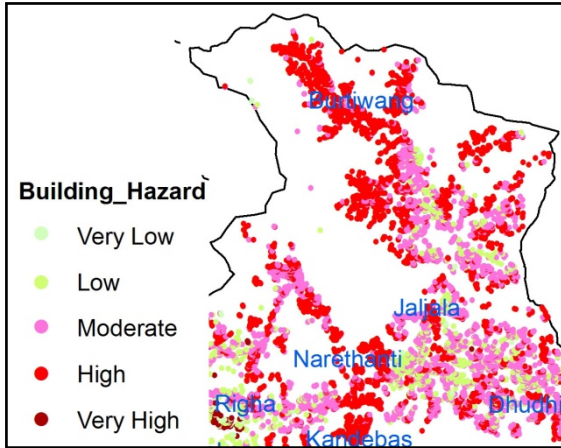 Burtiwang
Building_Hazard
Very Low
Low
Moderate
High
Very High
Jaljala
Narethanti
Righa
Dhudhi
Kandebas